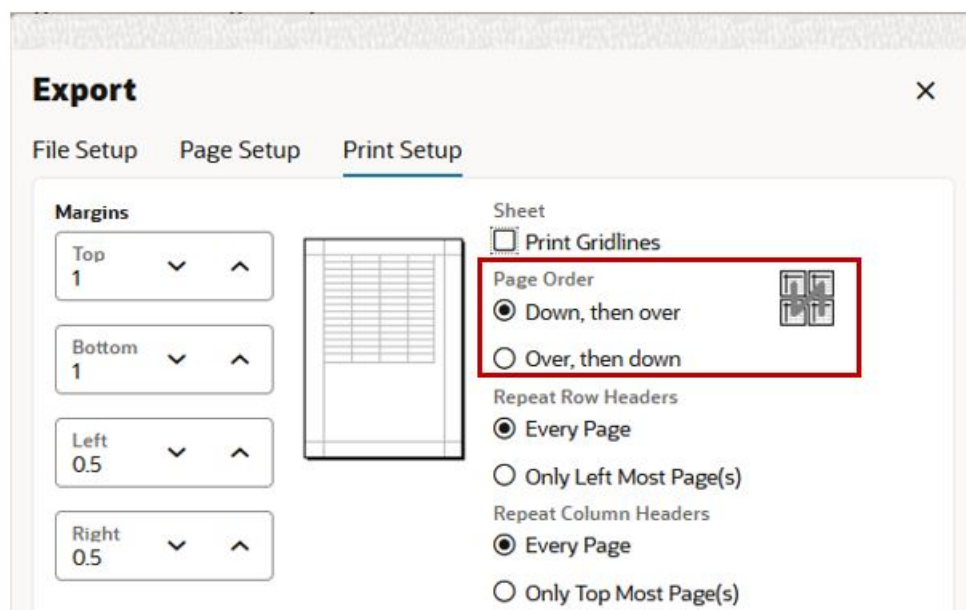 Export
File Setup Page Setup Print Setup
Margins
Top
1
Bottom
1
Left
0.5
Right
0.5
Sheet
Print Gridlines
Page Order
Down, then over
Over, then down
Repeat Row Headers
Every Page
Only Left Most Page(s)
Repeat Column Headers
Every Page
Only Top Most Page(s)